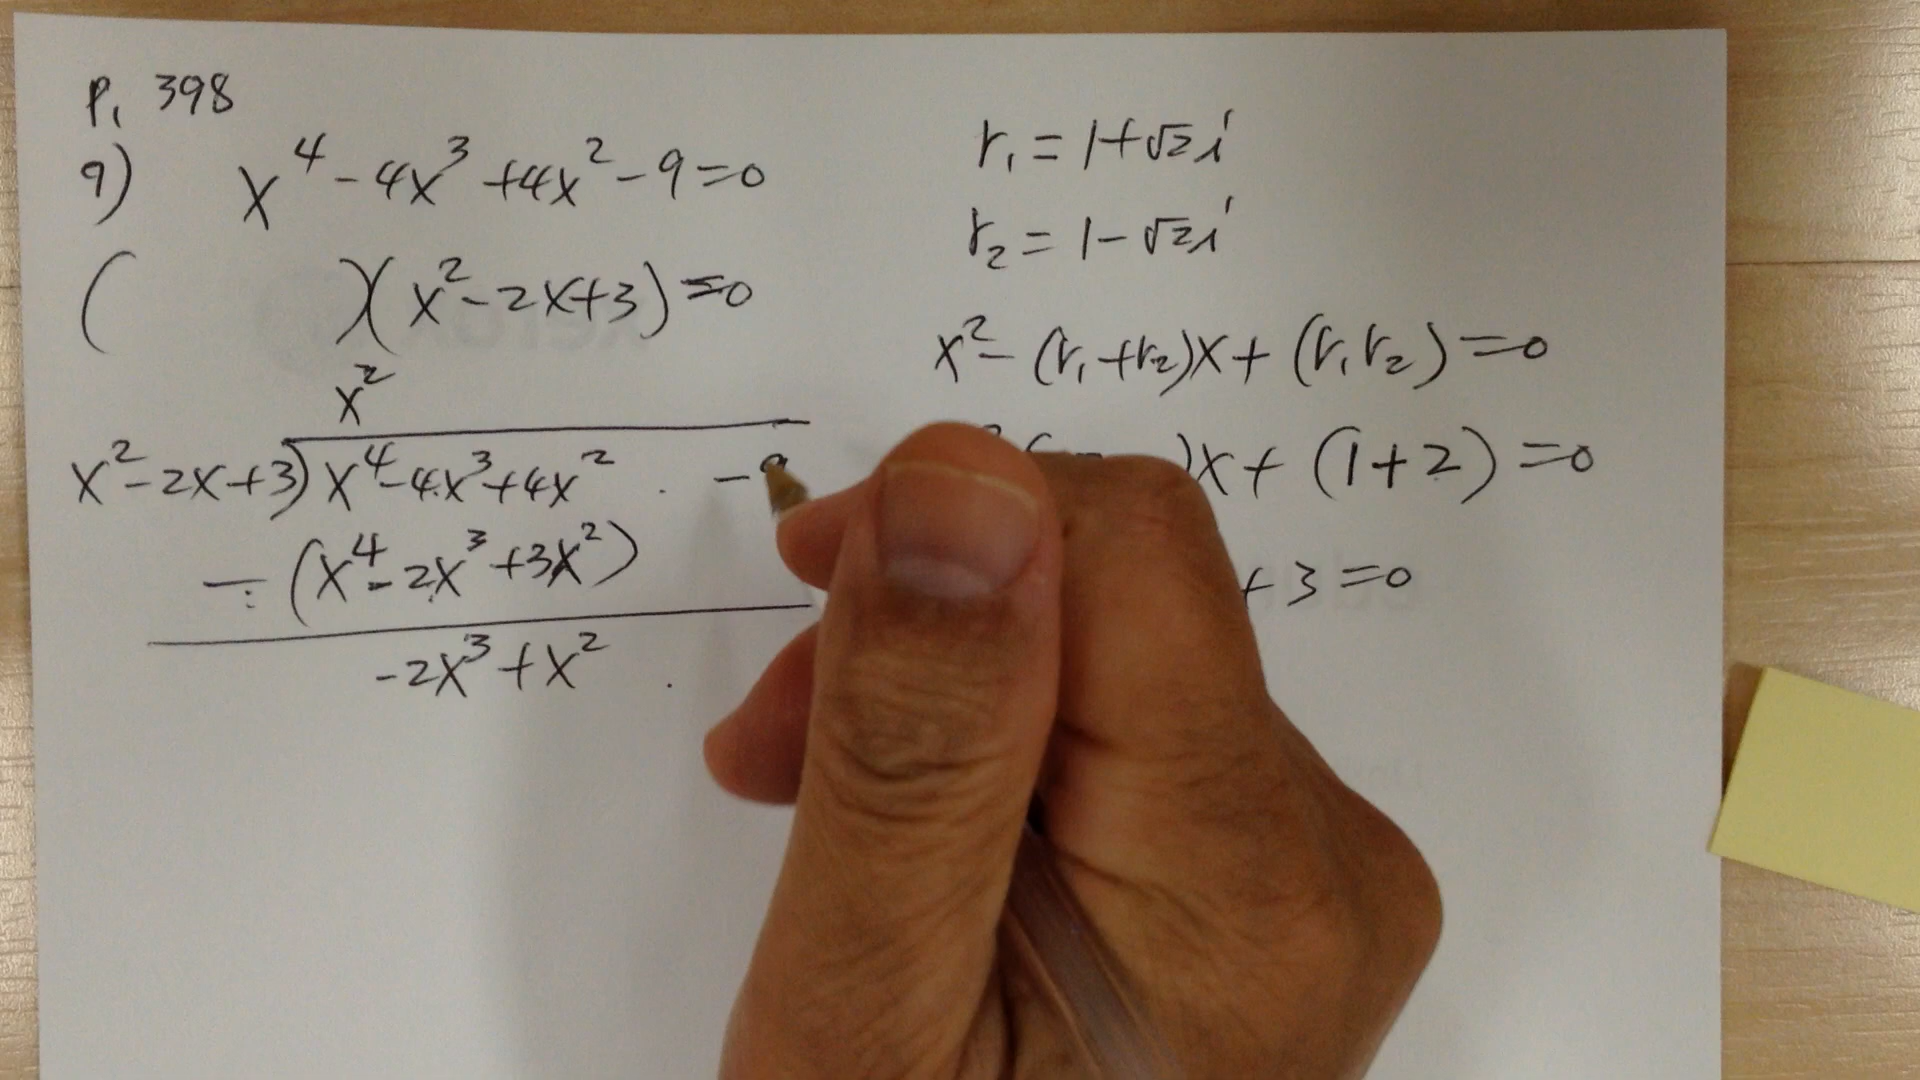 P. 398
9) x⁴ - 4x³ + 4x² - 9 = 0
( )(x² - 2x + 3) = 0
x²
x² - 2x + 3) x⁴ - 4x³ + 4x² . - 9
- (x⁴ - 2x³ + 3x²)
-2x³ + x² .
r₁ = 1 + √2 i
r₂ = 1 - √2 i
x² - (r₁ + r₂)x + (r₁ r₂) = 0
)x + (1 + 2) = 0
+ 3 = 0